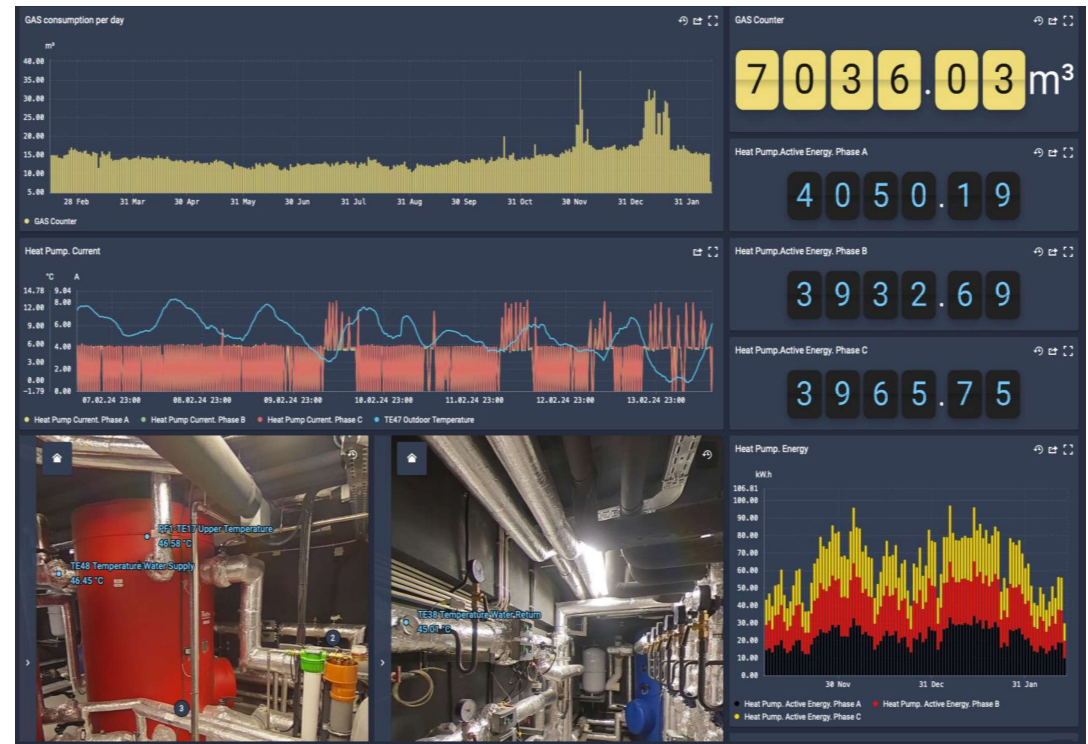 GAS consumption per day
m³
40.00
35.00
30.00
25.00
20.00
15.00
10.00
5.00
28 Feb 31 Mar 30 Apr 31 May 30 Jun 31 Jul 31 Aug 30 Sep 31 Oct 30 Nov 31 Dec 31 Jan
GAS Counter
GAS Counter
7036.03m³
Heat Pump.Active Energy. Phase A
4050.19
Heat Pump. Current
°C A
14.78 9.04
12.00 8.00
9.00 6.00
6.00 4.00
3.00 2.00
0.00
-1.79 0.00
07.02.24 23:00 08.02.24 23:00 09.02.24 23:00 10.02.24 23:00 11.02.24 23:00 12.02.24 23:00 13.02.24 23:00
Heat Pump Current. Phase A Heat Pump Current. Phase B Heat Pump Current. Phase C TE47 Outdoor Temperature
Heat Pump.Active Energy. Phase B
3932.69
Heat Pump.Active Energy. Phase C
3965.75
PF1-TE17 Upper Temperature
46.58 °C
TE48 Temperature Water Supply
46.45 °C
2
3
TE38 Temperature Water Return
45.01 °C
Heat Pump. Energy
kW.h
106.81
100.00
90.00
80.00
70.00
60.00
50.00
40.00
30.00
20.00
10.00
0.00
30 Nov 31 Dec 31 Jan
Heat Pump. Active Energy. Phase A Heat Pump. Active Energy. Phase B
Heat Pump. Active Energy. Phase C